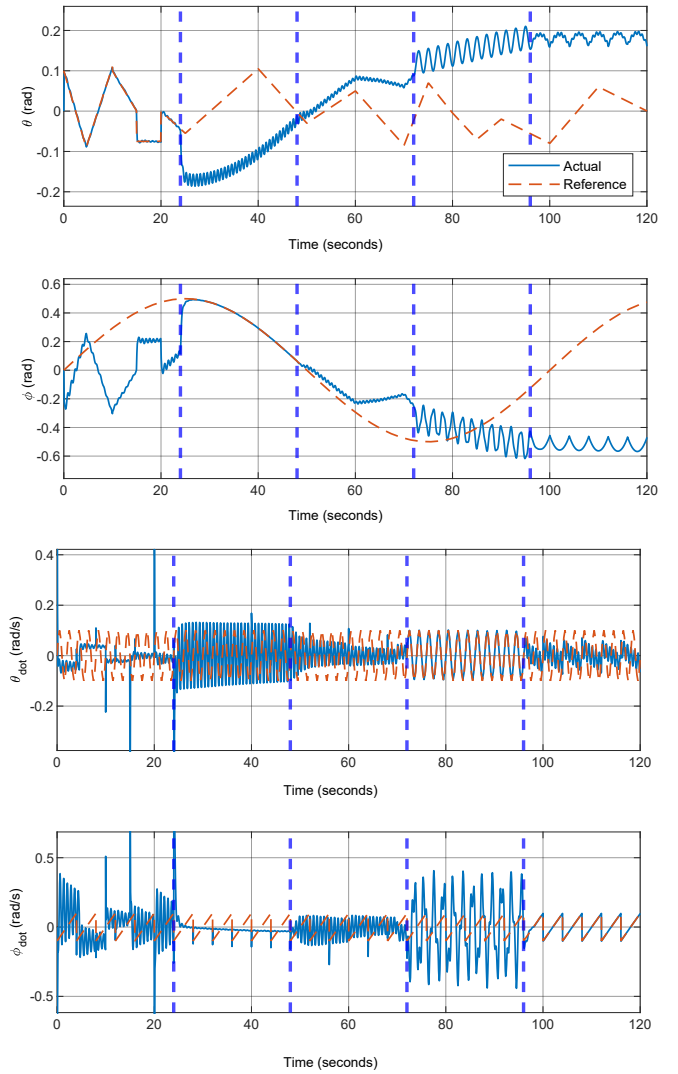 0.2
0.1
0
-0.1
-0.2
θ (rad)
Actual
Reference
0 20 40 60 80 100 120
Time (seconds)
0.6
0.4
0.2
0
-0.2
-0.4
-0.6
ϕ (rad)
0 20 40 60 80 100 120
Time (seconds)
0.4
0.2
0
-0.2
θdot (rad/s)
0 20 40 60 80 100 120
Time (seconds)
0.5
0
-0.5
ϕdot (rad/s)
0 20 40 60 80 100 120
Time (seconds)